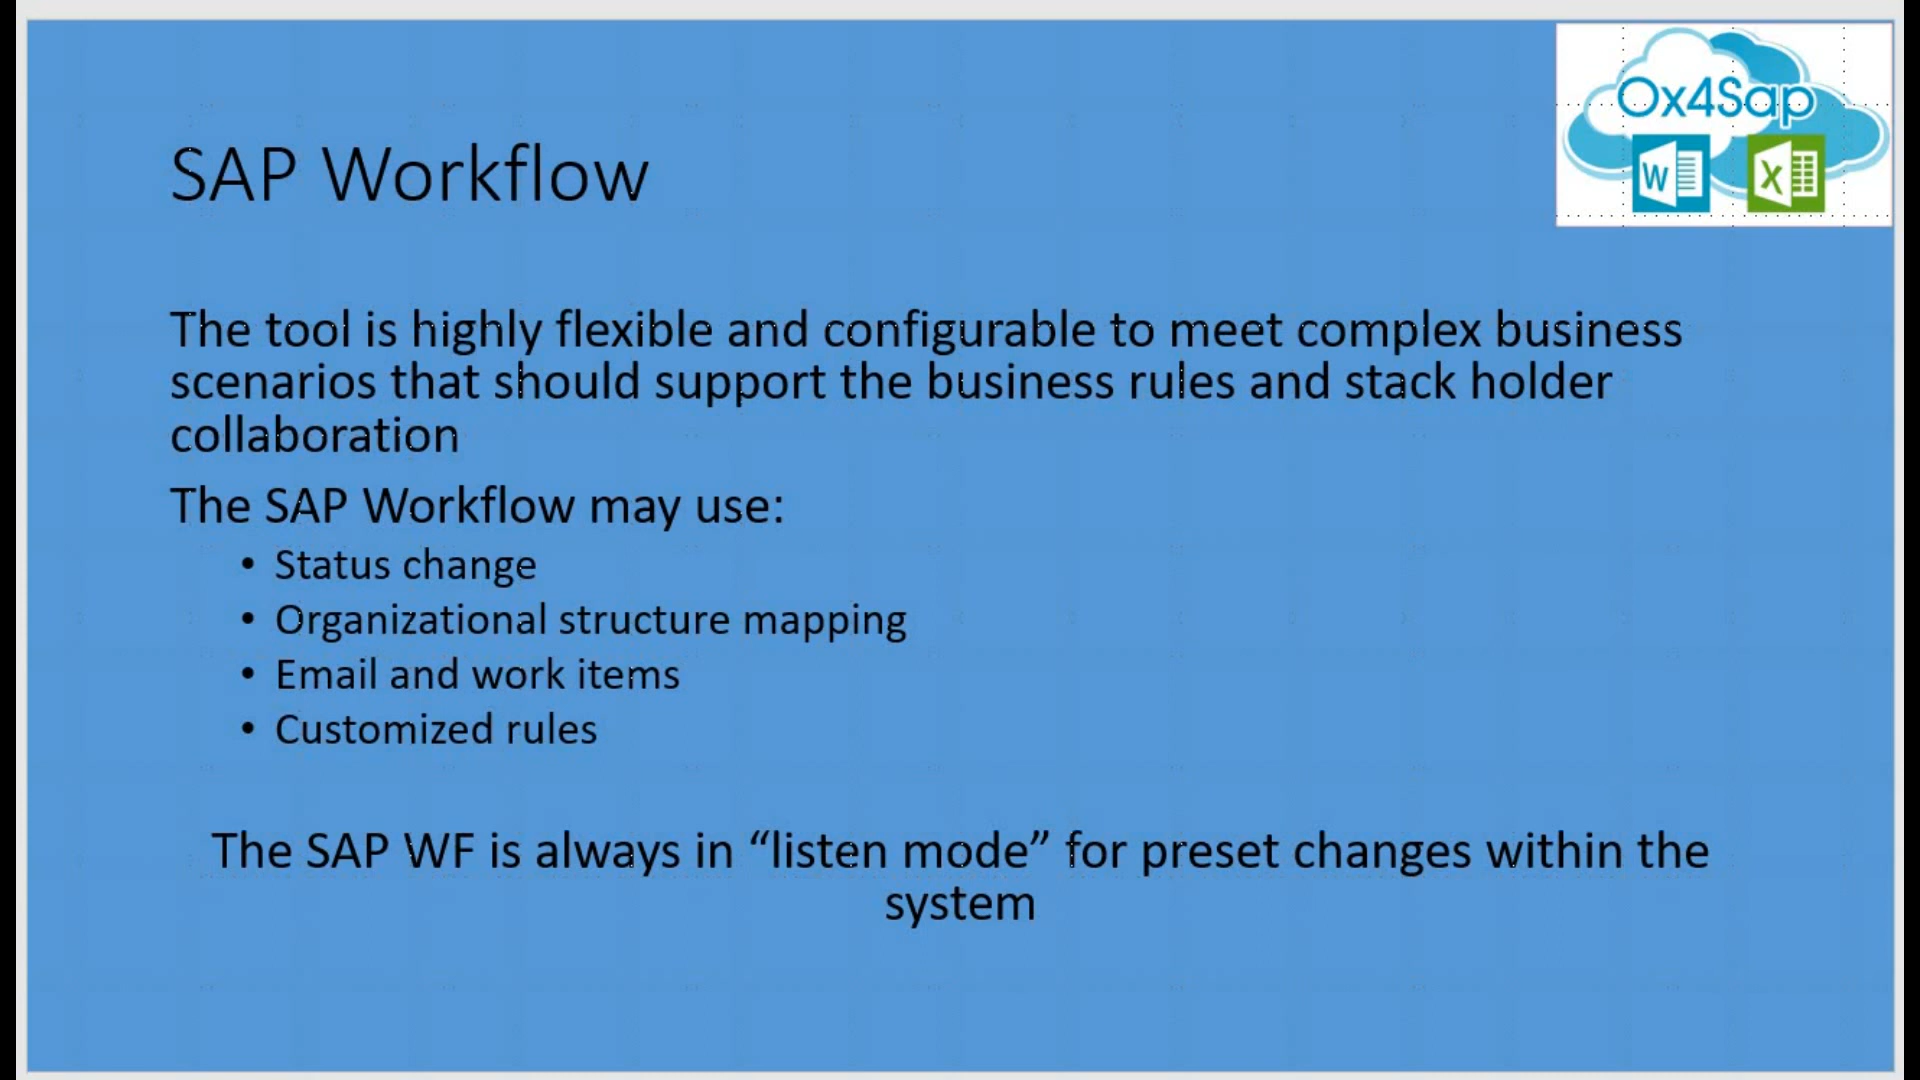 Ox4Sap
W
X
SAP Workflow
The tool is highly flexible and configurable to meet complex business
scenarios that should support the business rules and stack holder
collaboration
The SAP Workflow may use:
• Status change
• Organizational structure mapping
• Email and work items
• Customized rules
The SAP WF is always in “listen mode” for preset changes within the
system